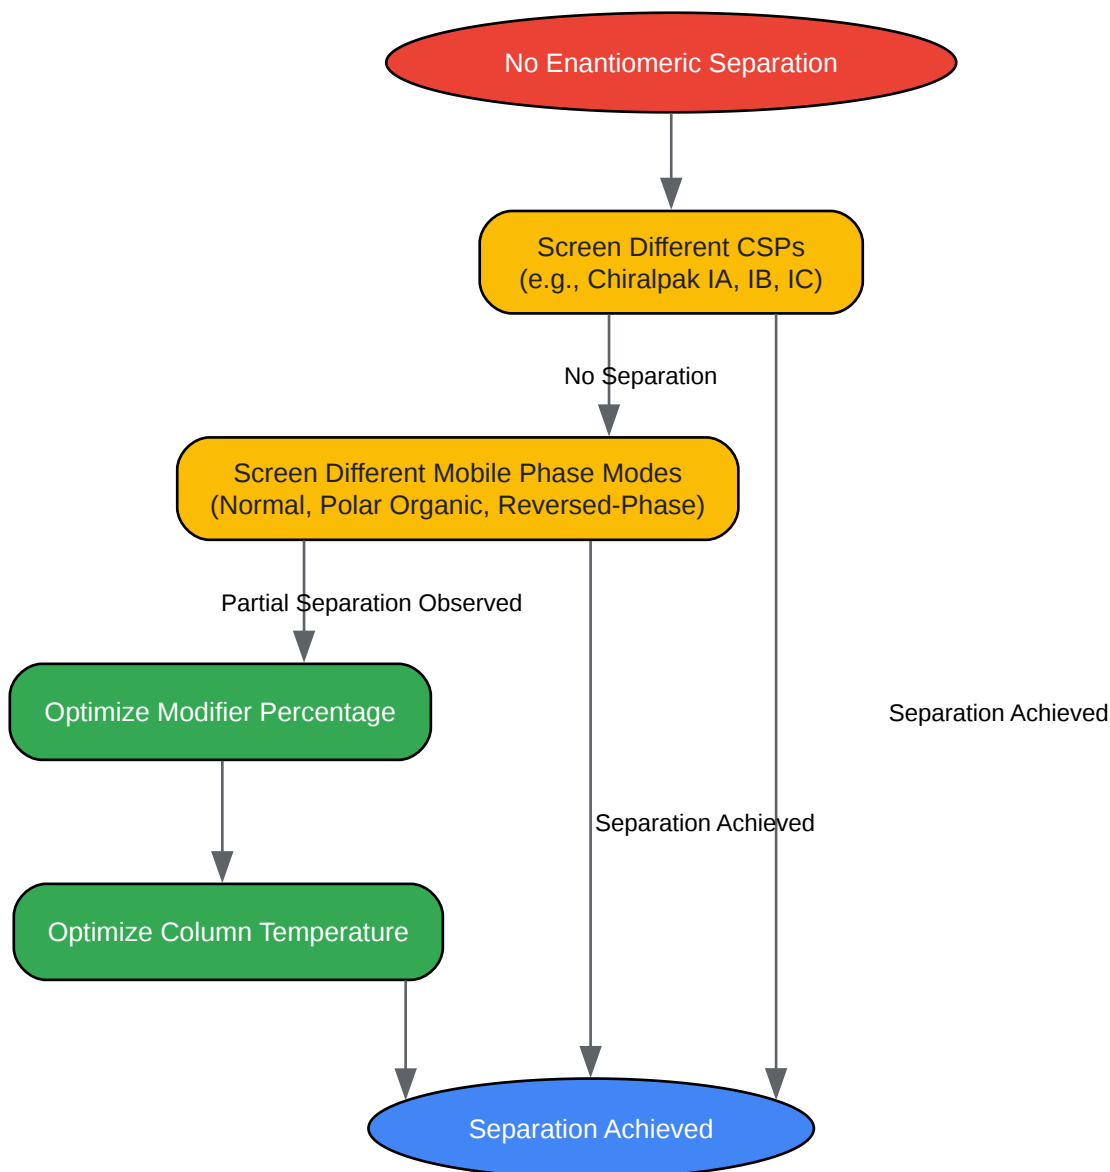 No Enantiomeric Separation
Screen Different CSPs
(e.g., Chiralpak IA, IB, IC)
No Separation
Screen Different Mobile Phase Modes
(Normal, Polar Organic, Reversed-Phase)
Partial Separation Observed
Optimize Modifier Percentage
Separation Achieved
Separation Achieved
Optimize Column Temperature
Separation Achieved